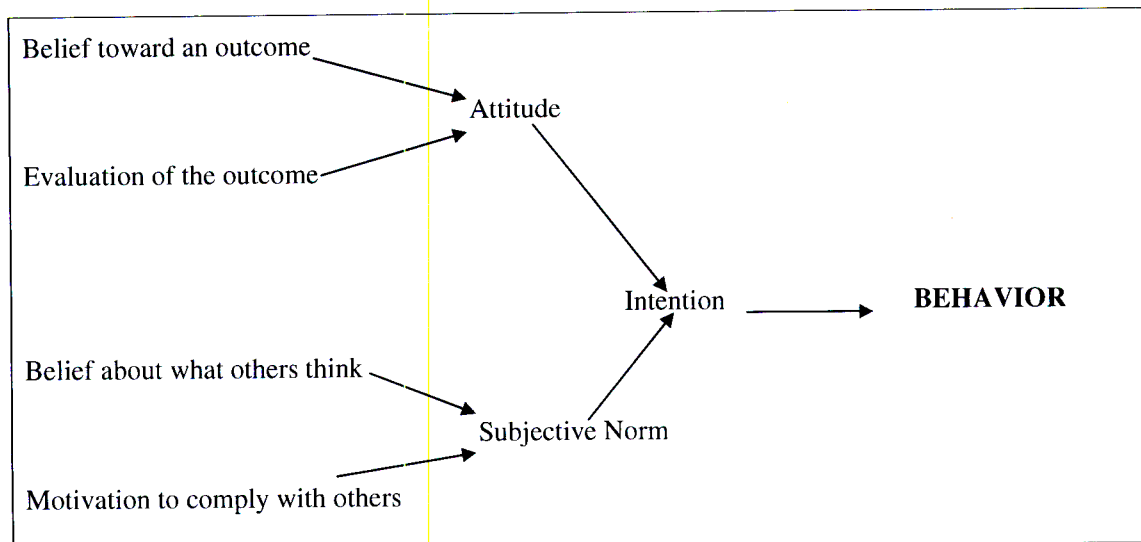 Belief toward an outcome
Attitude
Evaluation of the outcome
Intention
BEHAVIOR
Belief about what others think
Subjective Norm
Motivation to comply with others